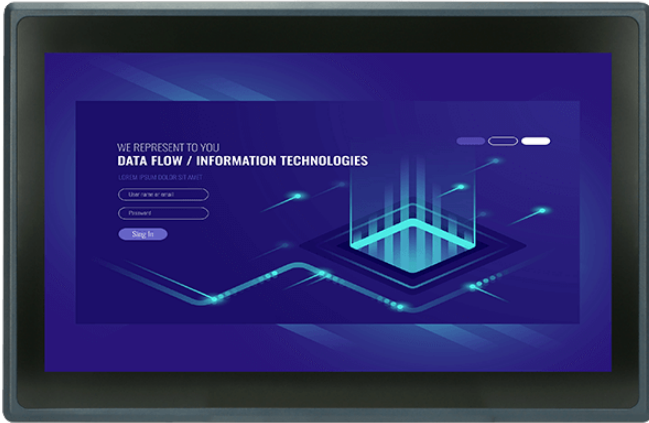 WE REPRESENT TO YOU
DATA FLOW / INFORMATION TECHNOLOGIES
LOREM IPSUM DOLOR SIT AMET
User name or email
Password
Sing In